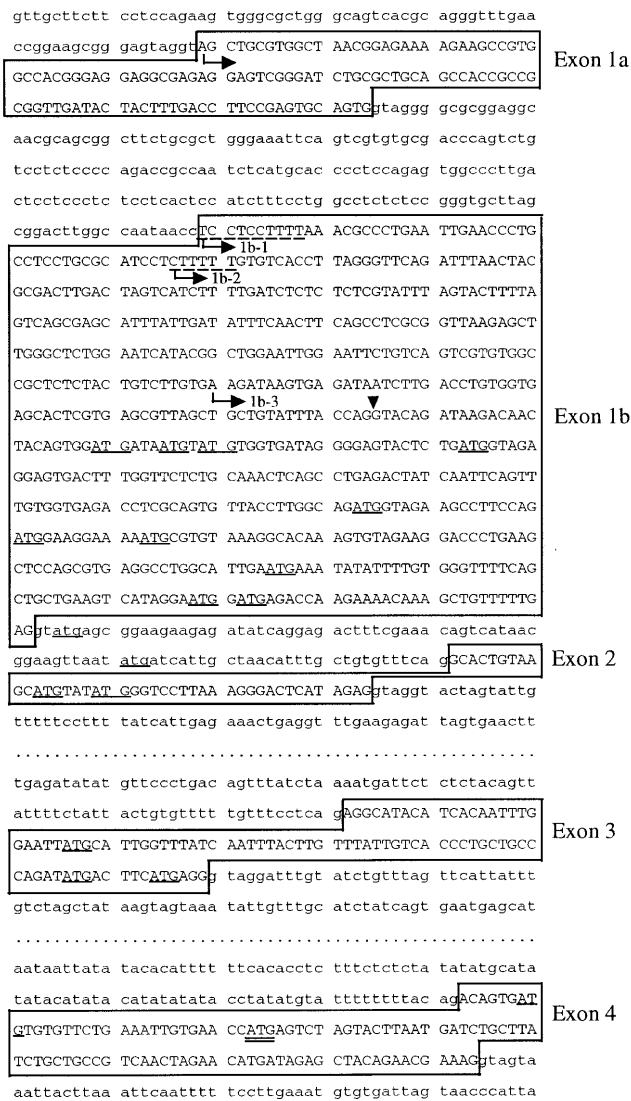 gttgcttctt cctccagaag tgggcgctgg gcagtcacgc agggtttgaa
ccggaagcgg gagtaggtAG CTGCGTGGCT AACGGAGAAA AGAAGCCGTG
GCCACGGGAG GAGGCGAGAG GAGTCGGGAT CTGCGCTGCA GCCACCGCCG
Exon 1a
CGGTTGATAC TACTTTGACC TTCCGAGTGC AGTGgtaggg gcgcggaggc
aacgcagcgg cttctgcgct gggaaattca gtcgtgtgcg acccagtctg
tcctctcccc agaccgccaa tctcatgcac ccctccagag tggcccttga
ctcctccctc tcctcactcc atctttcctg gcctctctcc gggtgcttag
cggacttggc caataaccTC CCTCCTTTTAA ACGCCCTGAA TTGAACCCTG
1b-1
CCTCCTGCGC ATCCTCTTTT TGTGTCACCT TAGGGTTCAG ATTTAACTAC
1b-2
GCGACTTGAC TAGTCATCTT TTGATCTCTC TCTCGTATTT AGTACTTTTA
GTCAGCGAGC ATTTATTGAT ATTTCAACTT CAGCCTCGCG GTTAAGAGCT
TGGGCTCTGG AATCATACGG CTGGAATTGG AATTCTGTCA GTCGTGTGGC
CGCTCTCTAC TGTCTTGTGA AGATAAGTGA GATAATCTTG ACCTGTGGTG
1b-3 ▼
AGCACTCGTG AGCGTTAGCT GCTGTATTTA CCAGGTACAG ATAAGACAAC
Exon 1b
TACAGTGGAT GATAATGTAT GTGGTGATAG GGGAGTACTC TGATGGTAGA
GGAGTGACTT TGGTTCTCTG CAAACTCAGC CTGAGACTAT CAATTCAGTT
TGTGGTGAGA CCTCGCAGTG TTACCTTGGC AGATGGTAGA AGCCTTCCAG
ATGGAAGGAA AAATGCGTGT AAAGGCACAA AGTGTAGAAG GACCCTGAAG
CTCCAGCGTG AGGCCTGGCA TTGAATGAAA TATATTTTGT GGGTTTTCAG
CTGCTGAAGT CATAGGAATG GATGAGACCA AGAAAACAAA GCTGTTTTTG
AGgtatgagc ggaagaagag atatcaggag actttcgaaa cagtcataac
ggaagttaat atgatcattg ctaacatttg ctgtgtttca gGCACTGTAA
Exon 2
GCATGTATAT GGGTCCTTAA AGGGACTCAT AGAGgtaggt actagtattg
tttttccttt tatcattgag aaactgaggt ttgaagagat tagtgaactt
..................................................
tgagatatat gttccctgac agtttatcta aaatgattct ctctacagtt
attttctatt actgtgtttt tgtttcctca gAGGCATACA TCACAATTTG
GAATTATGCA TTGGTTTATC AATTTACTTG TTTATTGTCA CCCTGCTGCC
Exon 3
CAGATATGAC TTCATGAGGg taggatttgt atctgtttag ttcattattt
gtctagctat aagtagtaaa tattgtttgc atctatcagt gaatgagcat
..................................................
aataattata tacacatttt ttcacacctc tttctctcta tatatgcata
tatacatata catatatata cctatatgta tttttttttac agACAGTGAT
GTGTGTTCTG AAATTGTGAA CCATGAGTCT AGTACTTAAT GATCTGCTTA
Exon 4
TCTGCTGCCG TCAACTAGAA CATGATAGAG CTACAGAACG AAAGgtagta
aattacttaa attcaatttt tccttgaaat gtgtgattag taacccatta